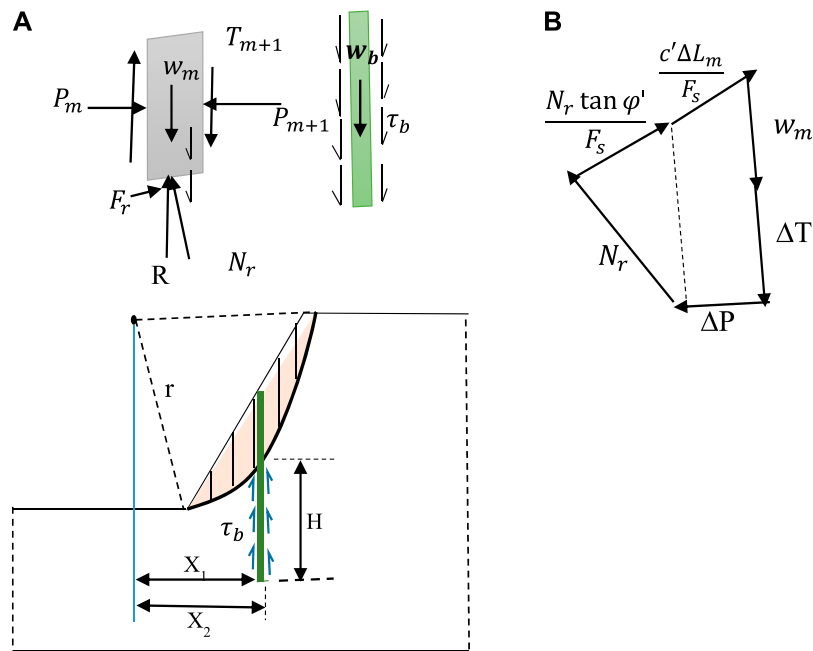 A
T_{m+1}
w_m
P_m
P_{m+1}
F_r
R
N_r
w_b
τ_b
r
τ_b
H
X_1
X_2
B
c'ΔL_m
F_s
N_r tan φ'
F_s
w_m
ΔT
N_r
ΔP